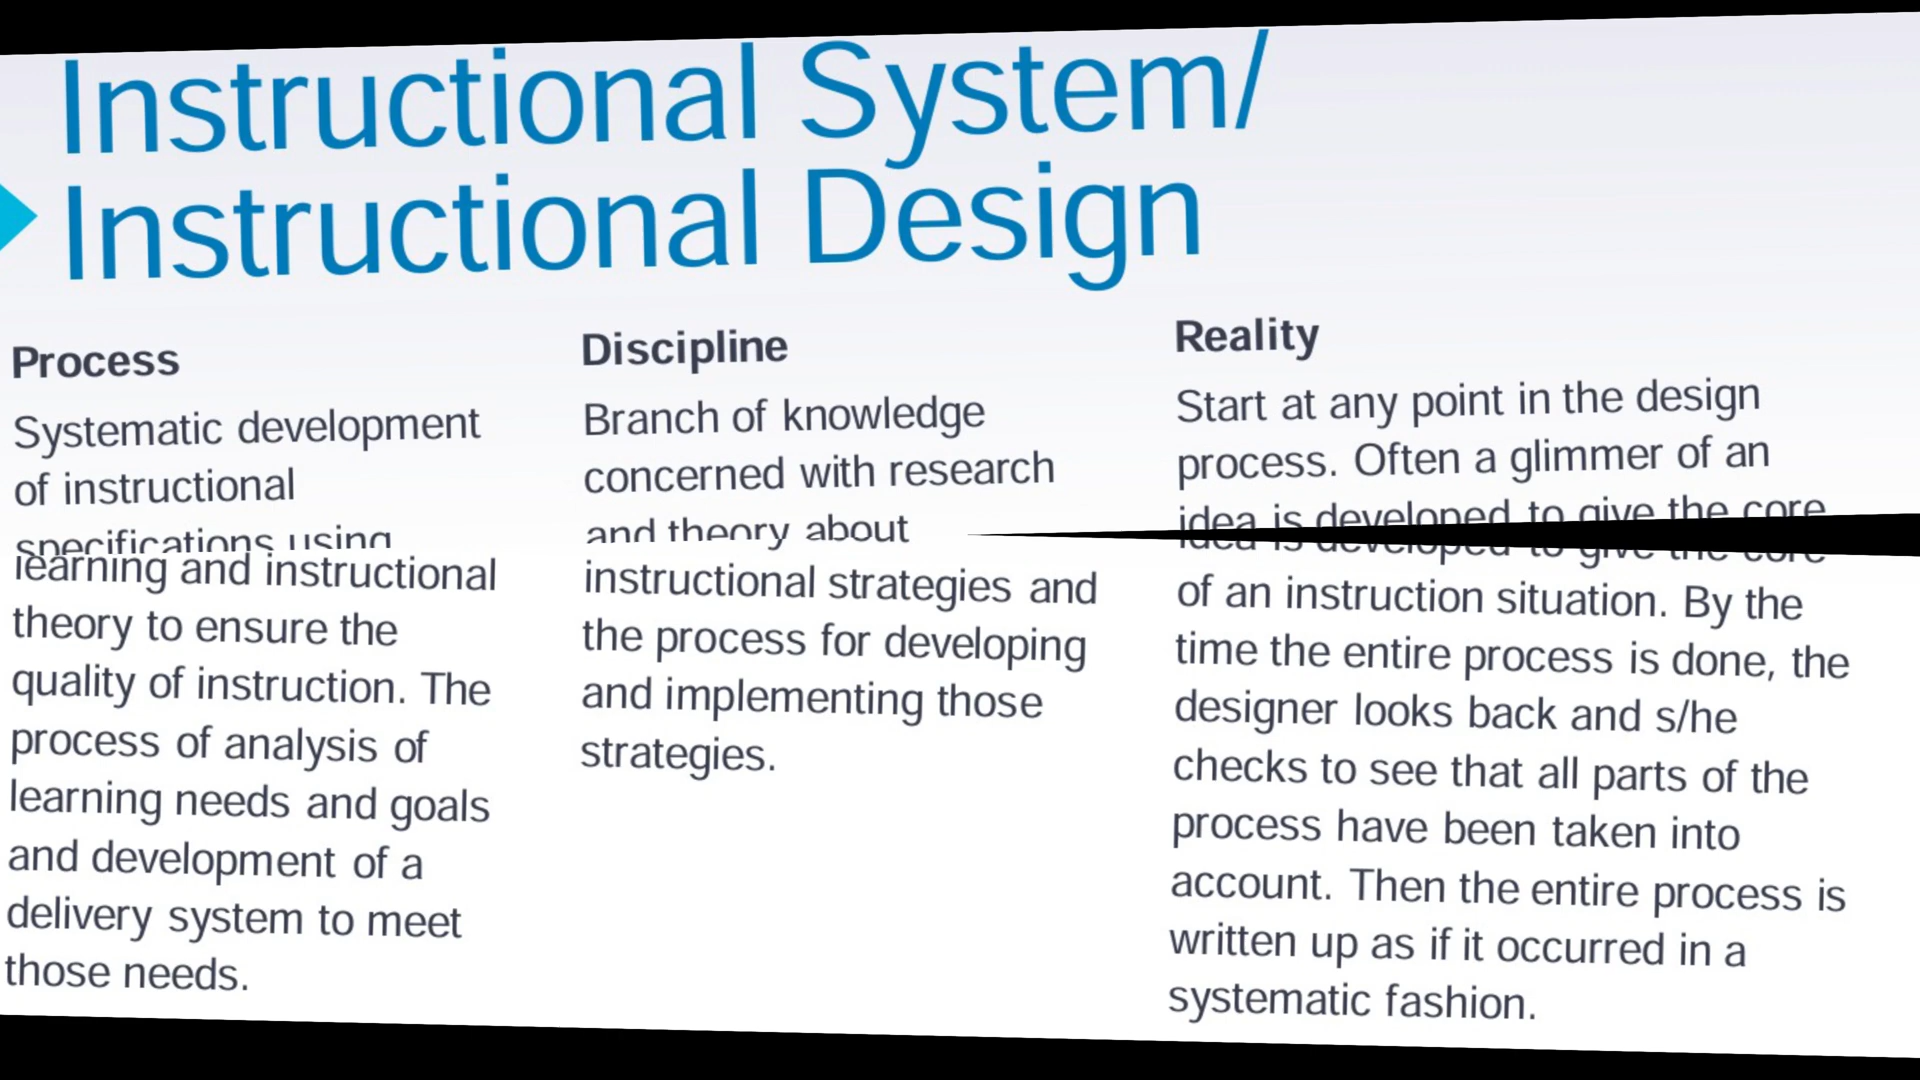 Instructional System/
Instructional Design
Process
Systematic development
of instructional
specifications using
learning and instructional
theory to ensure the
quality of instruction. The
process of analysis of
learning needs and goals
and development of a
delivery system to meet
those needs.
Discipline
Branch of knowledge
concerned with research
and theory about
instructional strategies and
the process for developing
and implementing those
strategies.
Reality
Start at any point in the design
process. Often a glimmer of an
idea is developed to give the core
of an instruction situation. By the
time the entire process is done, the
designer looks back and s/he
checks to see that all parts of the
process have been taken into
account. Then the entire process is
written up as if it occurred in a
systematic fashion.